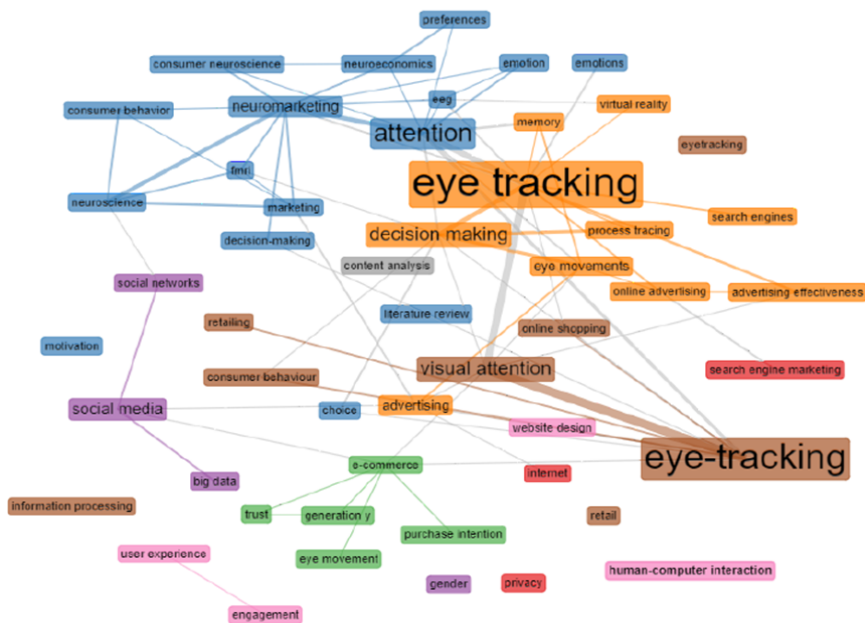 preferences
consumer neuroscience
neuroeconomics
emotion
emotions
consumer behavior
neuromarketing
eeg
virtual reality
attention
memory
eyetracking
fmri
eye tracking
neuroscience
marketing
search engines
decision-making
decision making
process tracing
content analysis
eye movements
social networks
online advertising
advertising effectiveness
literature review
retailing
online shopping
motivation
visual attention
search engine marketing
consumer behaviour
social media
choice
advertising
website design
e-commerce
eye-tracking
big data
internet
information processing
trust
generation y
retail
purchase intention
user experience
eye movement
human-computer interaction
gender
privacy
engagement